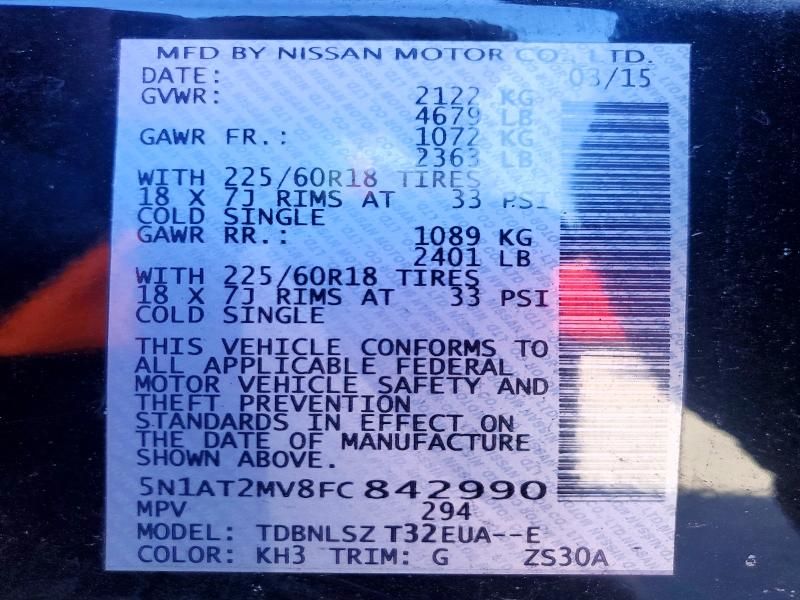 MFD BY NISSAN MOTOR CO., LTD.
DATE: 03/15
GVWR: 2122 KG
4679 LB
GAWR FR.: 1072 KG
2363 LB
WITH 225/60R18 TIRES
18 X 7J RIMS AT 33 PSI
COLD SINGLE
GAWR RR.: 1089 KG
2401 LB
WITH 225/60R18 TIRES
18 X 7J RIMS AT 33 PSI
COLD SINGLE
THIS VEHICLE CONFORMS TO
ALL APPLICABLE FEDERAL
MOTOR VEHICLE SAFETY AND
THEFT PREVENTION
STANDARDS IN EFFECT ON
THE DATE OF MANUFACTURE
SHOWN ABOVE.
5N1AT2MV8FC842990
MPV 294
MODEL: TDBNLSZ T32EUA--E
COLOR: KH3 TRIM: G ZS30A